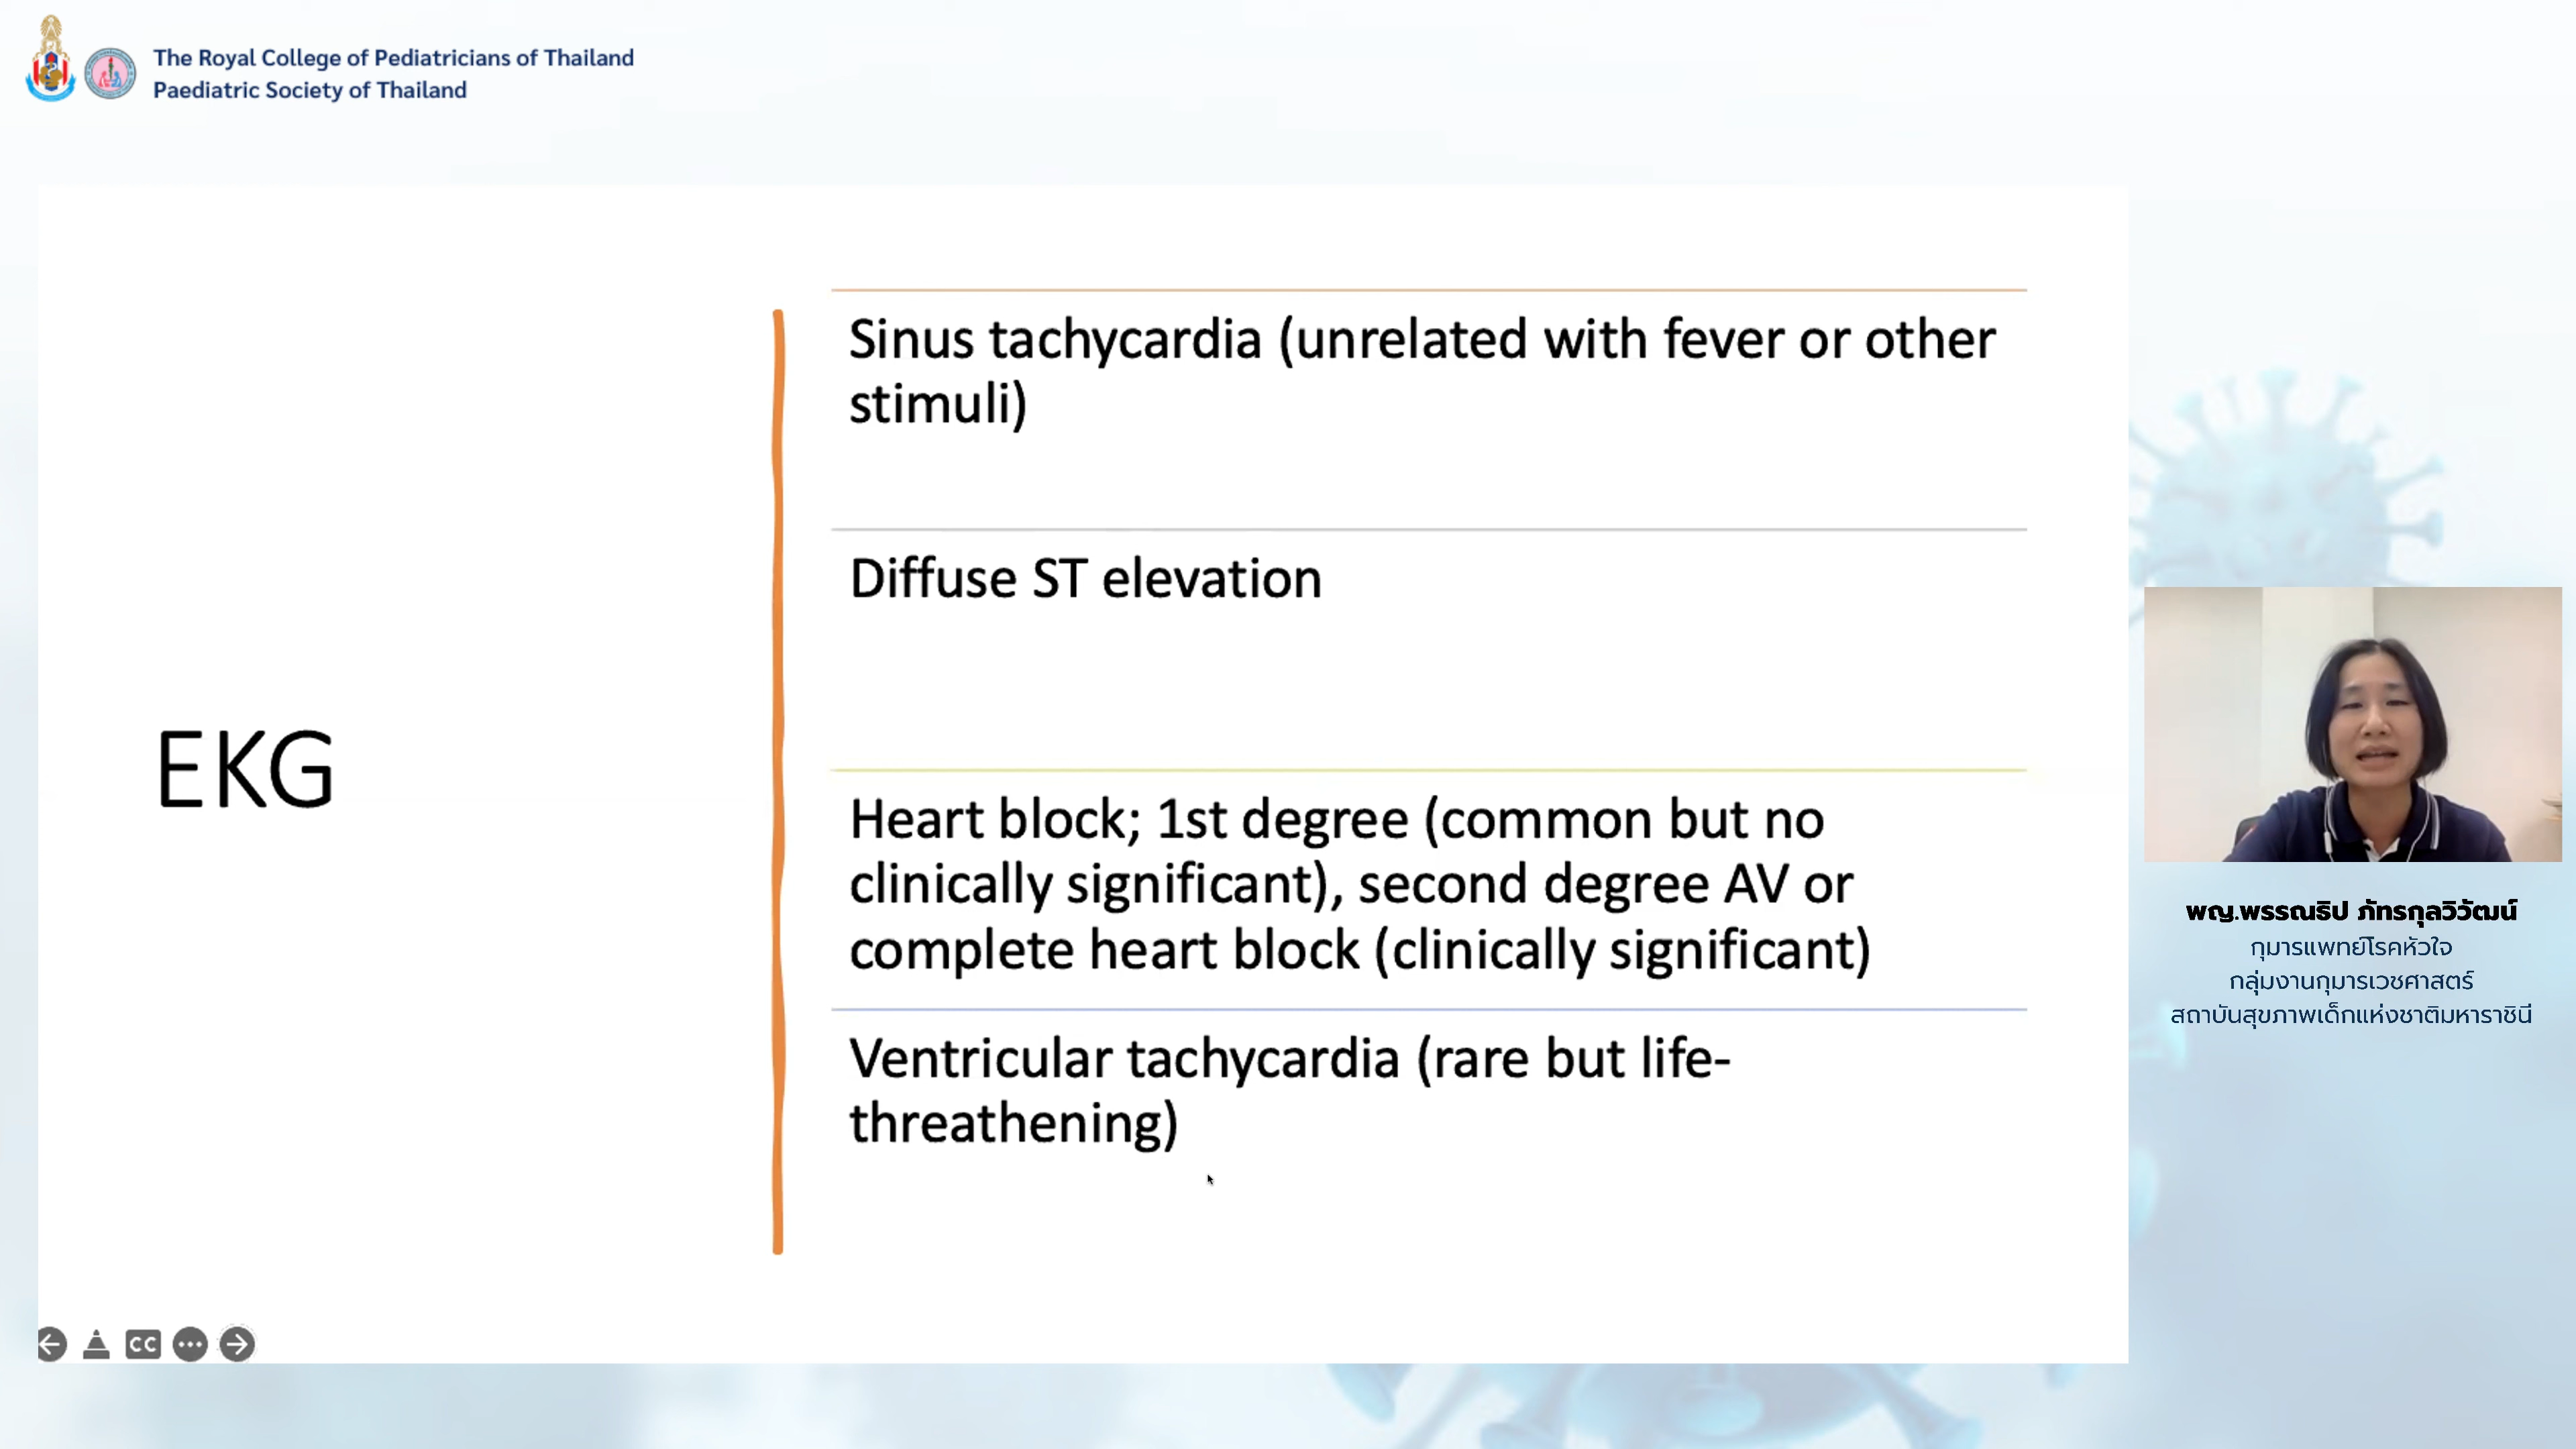 The Royal College of Pediatricians of Thailand
Paediatric Society of Thailand
EKG
Sinus tachycardia (unrelated with fever or other
stimuli)
Diffuse ST elevation
Heart block; 1st degree (common but no
clinically significant), second degree AV or
complete heart block (clinically significant)
Ventricular tachycardia (rare but life-
threathening)
พญ.พรรณธิป ภัทรกุลวิวัฒน์
กุมารแพทย์โรคหัวใจ
กลุ่มงานกุมารเวชศาสตร์
สถาบันสุขภาพเด็กแห่งชาติมหาราชินี
CC